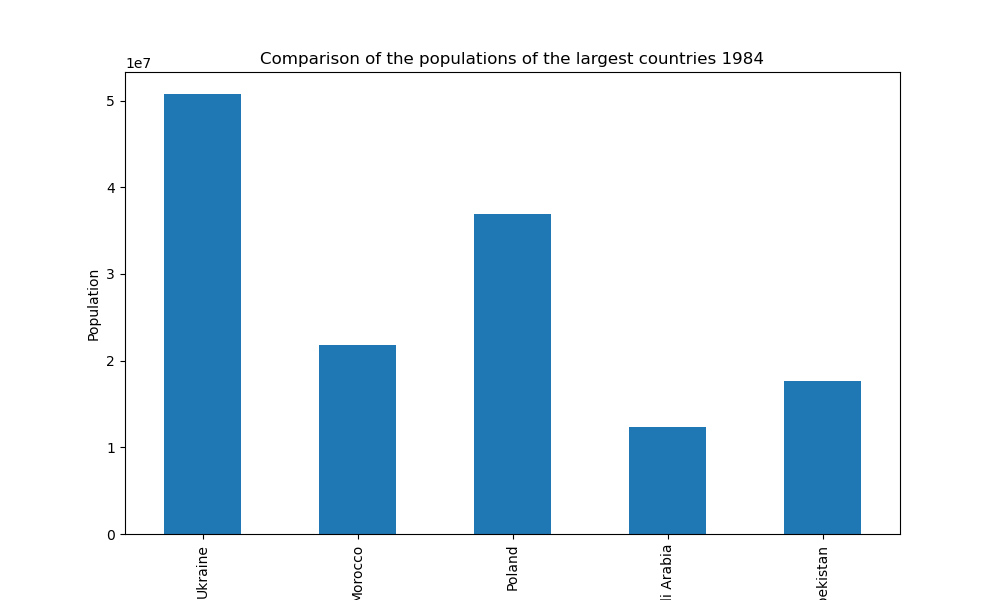 Comparison of the populations of the largest countries 1984
1e7
5
4
3
2
1
0
Population
Ukraine
Morocco
Poland
Arabia